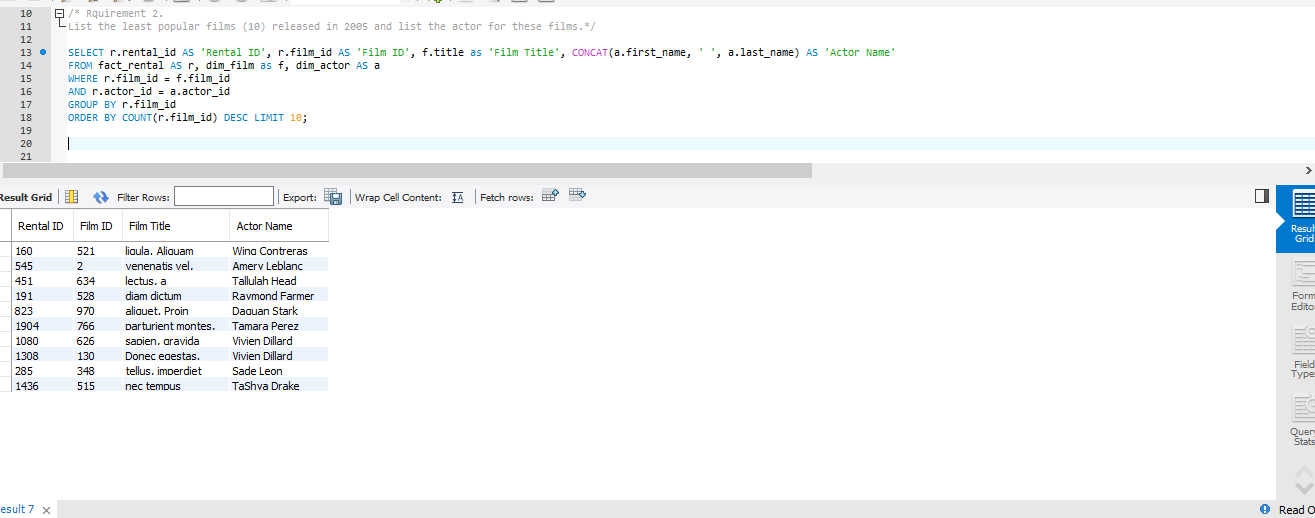 10 /* Rquirement 2.
11 List the least popular films (10) released in 2005 and list the actor for these films.*/
12
13 SELECT r.rental_id AS 'Rental ID', r.film_id AS 'Film ID', f.title as 'Film Title', CONCAT(a.first_name, ' ', a.last_name) AS 'Actor Name'
14 FROM fact_rental AS r, dim_film as f, dim_actor AS a
15 WHERE r.film_id = f.film_id
16 AND r.actor_id = a.actor_id
17 GROUP BY r.film_id
18 ORDER BY COUNT(r.film_id) DESC LIMIT 10;
19
20
21
Result Grid Filter Rows: Export: Wrap Cell Content: IA Fetch rows:
Rental ID Film ID Film Title Actor Name
160 521 ligula. Aliquam Wing Contreras
545 2 venenatis vel, Amery Leblanc
451 634 lectus, a Tallulah Head
191 528 diam dictum Raymond Farmer
823 970 aliquet. Proin Daquan Stark
1904 766 parturient montes, Tamara Perez
1080 626 sapien, gravida Vivien Dillard
1308 130 Donec egestas. Vivien Dillard
285 348 tellus, imperdiet Sade Leon
1436 515 nec tempus TaShya Drake
Resul
Grid
Form
Edito
Field
Type
Query
Stats
esult 7
Read O